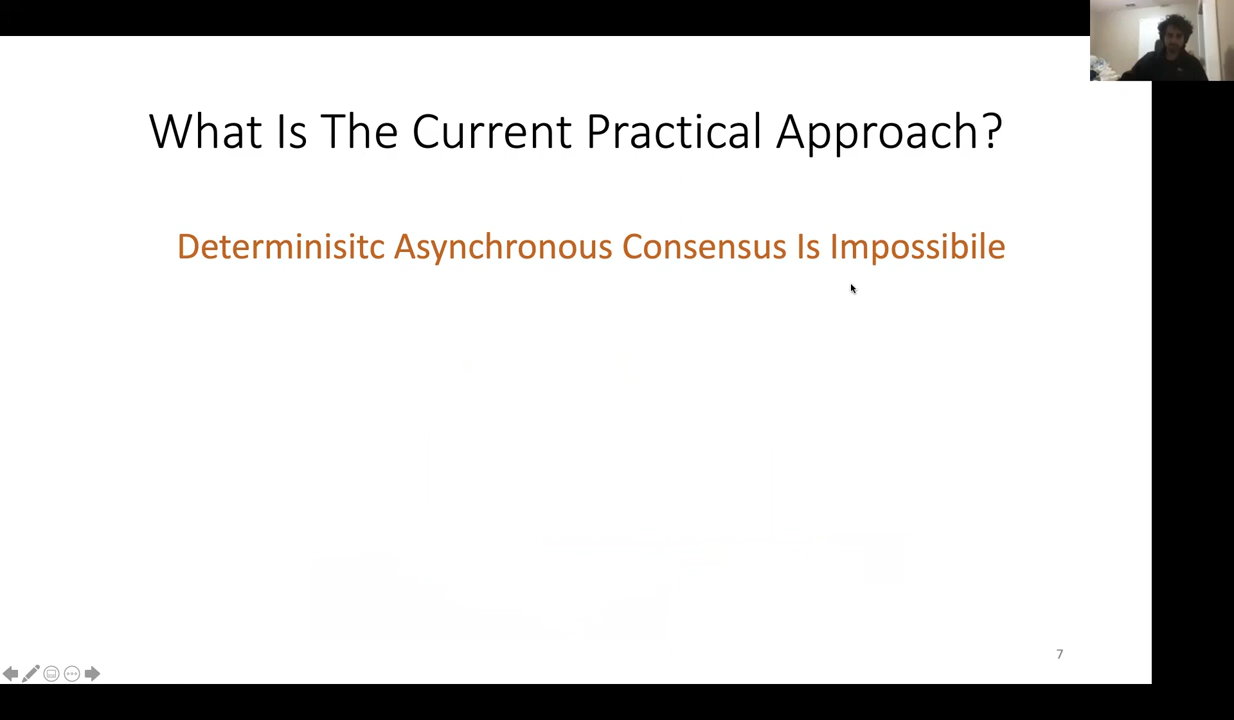 What Is The Current Practical Approach?
Determinisitc Asynchronous Consensus Is Impossibile
7